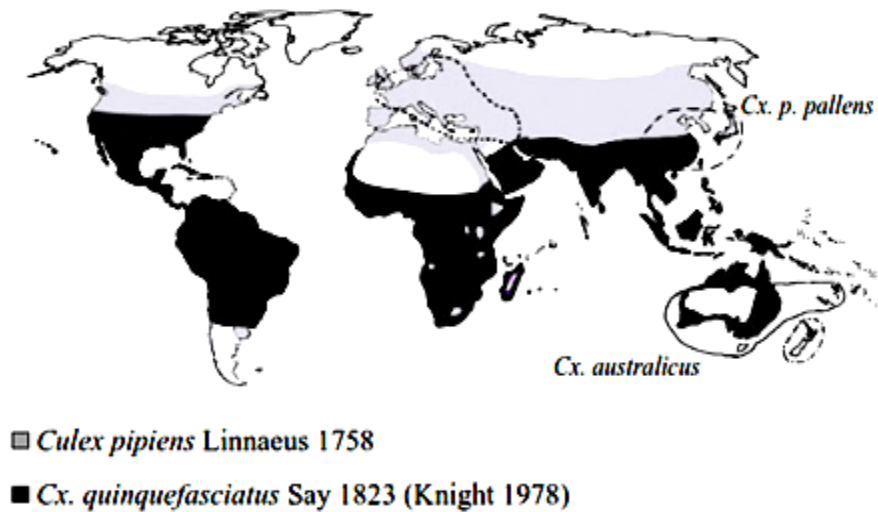 Cx. p. pallens
Cx. australicus
Culex pipiens Linnaeus 1758
Cx. quinquefasciatus Say 1823 (Knight 1978)